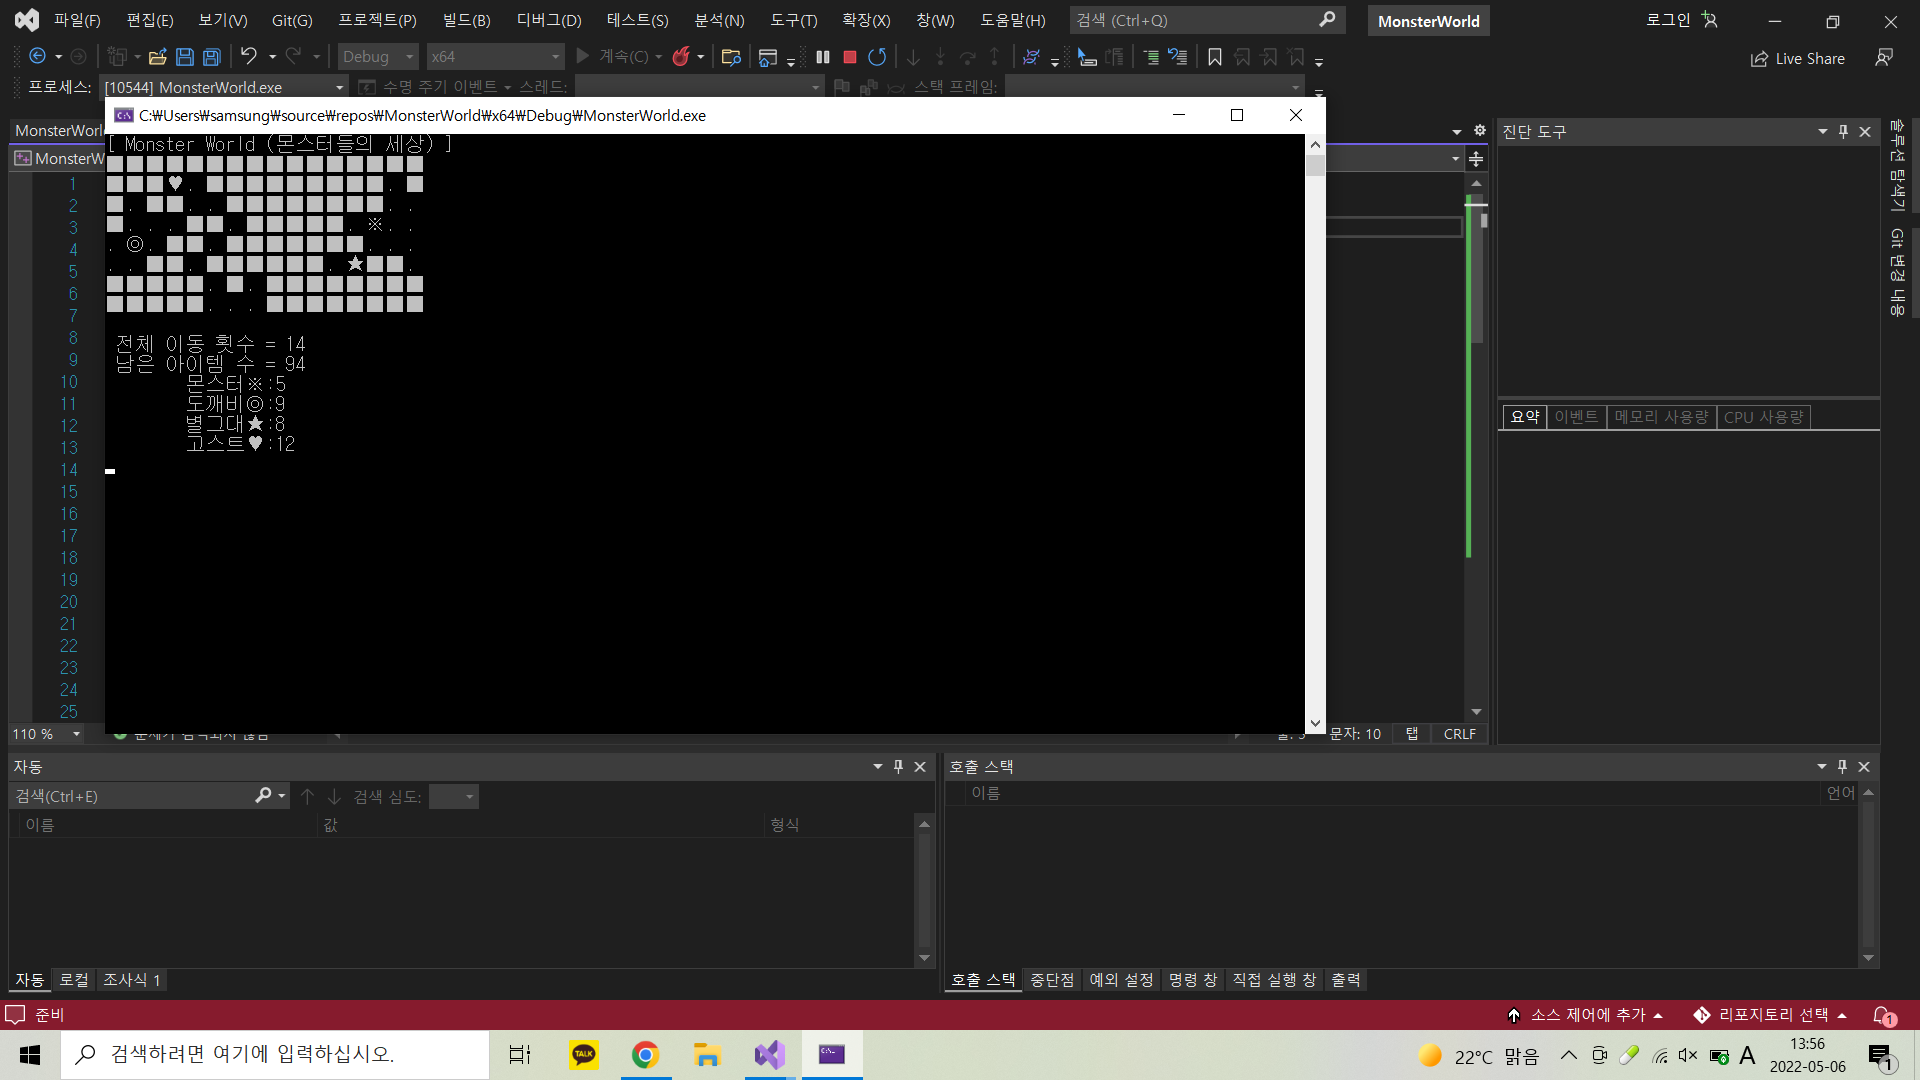 파일(F) 편집(E) 보기(V) Git(G) 프로젝트(P) 빌드(B) 디버그(D) 테스트(S) 분석(N) 도구(T) 확장(X) 창(W) 도움말(H) 검색 (Ctrl+Q) MonsterWorld 로그인
Debug x64 계속(C) Live Share
프로세스: [10544] MonsterWorld.exe 수명 주기 이벤트 스레드: 스택 프레임:
C:₩Users₩samsung₩source₩repos₩MonsterWorld₩x64₩Debug₩MonsterWorld.exe
[ Monster World (몬스터들의 세상) ]
■■■■■■■■■■■■■■■■
■■■♥. ■■■■■■■■■. ■
■. ■■. . ■■■■■■■■. .
■. . . ■■. ■■■■■. ※. .
. ◎. ■■. ■■■■■■■. . .
. . ■■. ■■■■■■. ★■■.
■■■■■. ■. ■■■■■■■■
■■■■■. . . ■■■■■■■■
전체 이동 횟수 = 14
남은 아이템 수 = 94
몬스터※:5
도깨비◎:9
별그대★:8
고스트♥:12
MonsterWorl
MonsterW
1
2
3
4
5
6
7
8
9
10
11
12
13
14
15
16
17
18
19
20
21
22
23
24
25
110 % 문제가 검색되지 않음 줄: 문자: 10 탭 CRLF
진단 도구
요약 이벤트 메모리 사용량 CPU 사용량
솔루션 탐색기
Git 변경 내용
자동
검색(Ctrl+E) 검색 심도:
이름 값 형식
자동 로컬 조사식 1
호출 스택
이름 언어
호출 스택 중단점 예외 설정 명령 창 직접 실행 창 출력
준비 소스 제어에 추가 리포지토리 선택 1
검색하려면 여기에 입력하십시오. TALK 22°C 맑음 A 13:56
2022-05-06 1